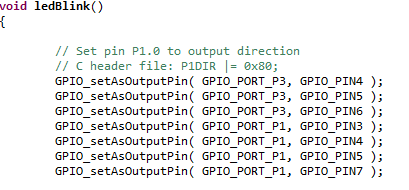 void ledBlink()
{
// Set pin P1.0 to output direction
// C header file: P1DIR |= 0x80;
GPIO_setAsOutputPin( GPIO_PORT_P3, GPIO_PIN4 );
GPIO_setAsOutputPin( GPIO_PORT_P3, GPIO_PIN5 );
GPIO_setAsOutputPin( GPIO_PORT_P3, GPIO_PIN6 );
GPIO_setAsOutputPin( GPIO_PORT_P1, GPIO_PIN3 );
GPIO_setAsOutputPin( GPIO_PORT_P1, GPIO_PIN4 );
GPIO_setAsOutputPin( GPIO_PORT_P1, GPIO_PIN5 );
GPIO_setAsOutputPin( GPIO_PORT_P1, GPIO_PIN7 );